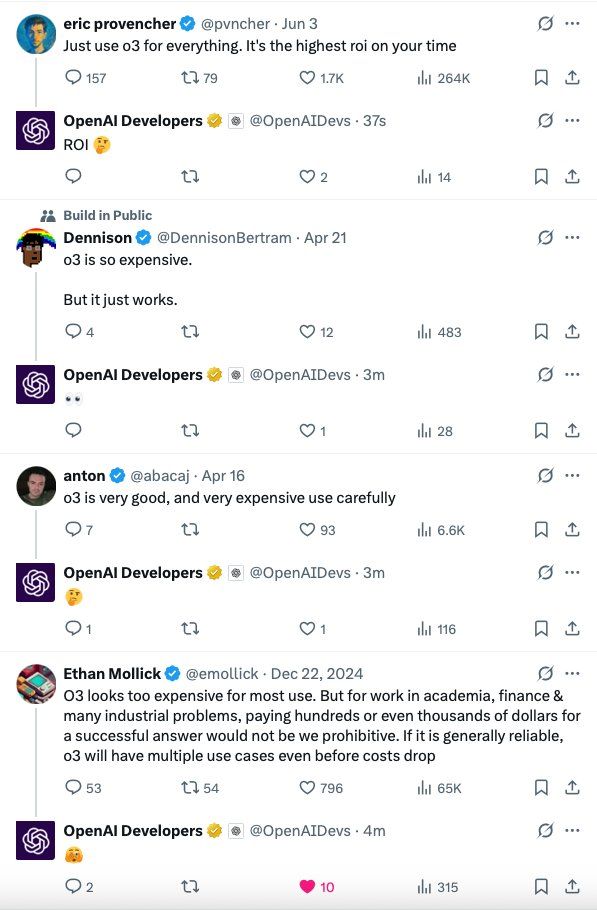 eric provencher @pvncher · Jun 3
Just use o3 for everything. It's the highest roi on your time
157 79 1.7K 264K
OpenAI Developers @OpenAIDevs · 37s
ROI 🤔
2 14
Build in Public
Dennison @DennisonBertram · Apr 21
o3 is so expensive.
But it just works.
4 12 483
OpenAI Developers @OpenAIDevs · 3m
👀
1 28
anton @abacaj · Apr 16
o3 is very good, and very expensive use carefully
7 93 6.6K
OpenAI Developers @OpenAIDevs · 3m
🤔
1 1 116
Ethan Mollick @emollick · Dec 22, 2024
O3 looks too expensive for most use. But for work in academia, finance &
many industrial problems, paying hundreds or even thousands of dollars for
a successful answer would not be we prohibitive. If it is generally reliable,
o3 will have multiple use cases even before costs drop
53 54 796 65K
OpenAI Developers @OpenAIDevs · 4m
🫣
2 10 315